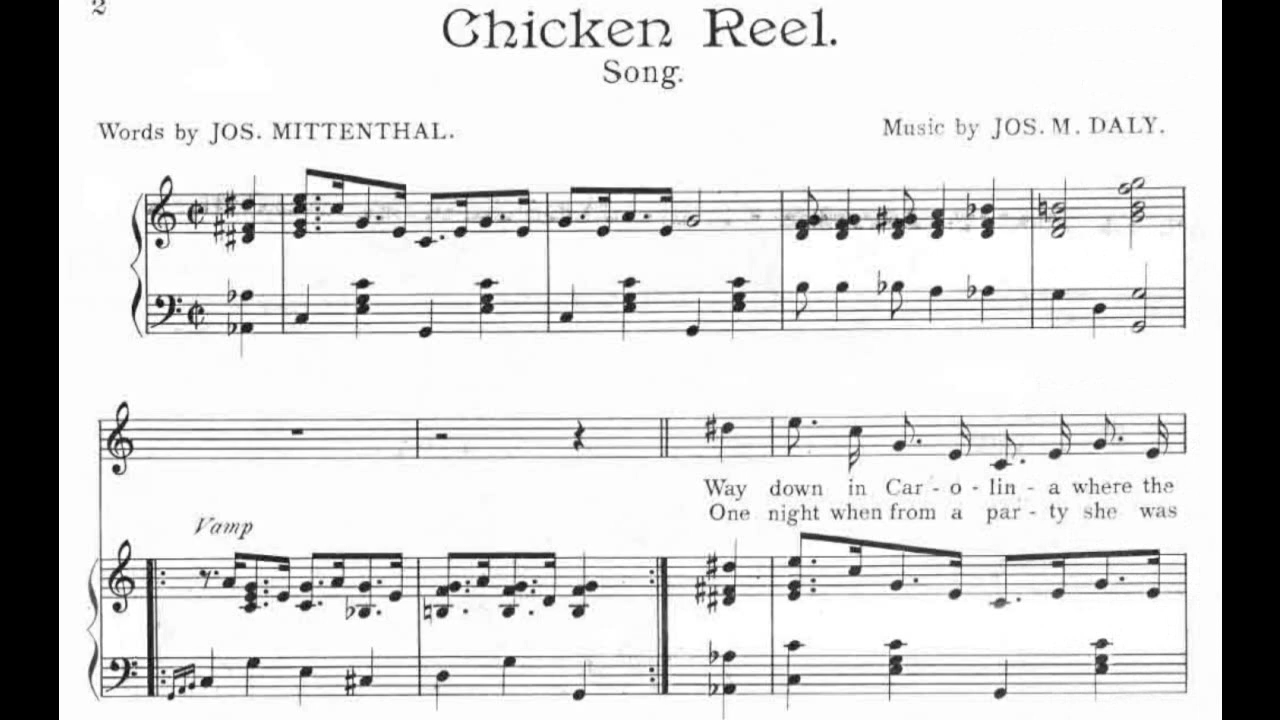 2
Chicken Reel.
Song.
Words by JOS. MITTENTHAL.
Music by JOS. M. DALY.
Way down in Car - o - lin - a where the
One night when from a par - ty she was
Vamp